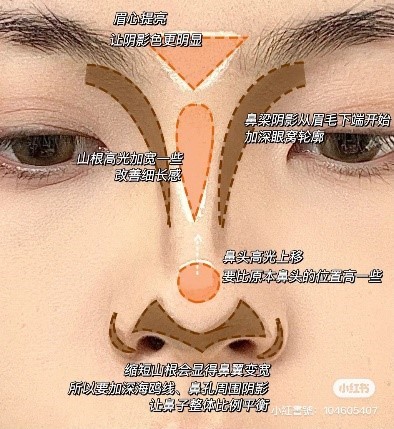 眉心提亮
让阴影色更明显
鼻梁阴影从眉毛下端开始
加深眼窝轮廓
山根高光加宽一些
改善细长感
鼻头高光上移
要比原本鼻头的位置高一些
缩短山根会显得鼻翼变宽
所以要加深海鸥线、鼻孔周围阴影
让鼻子整体比例平衡
小红书
小红書號: 104605407